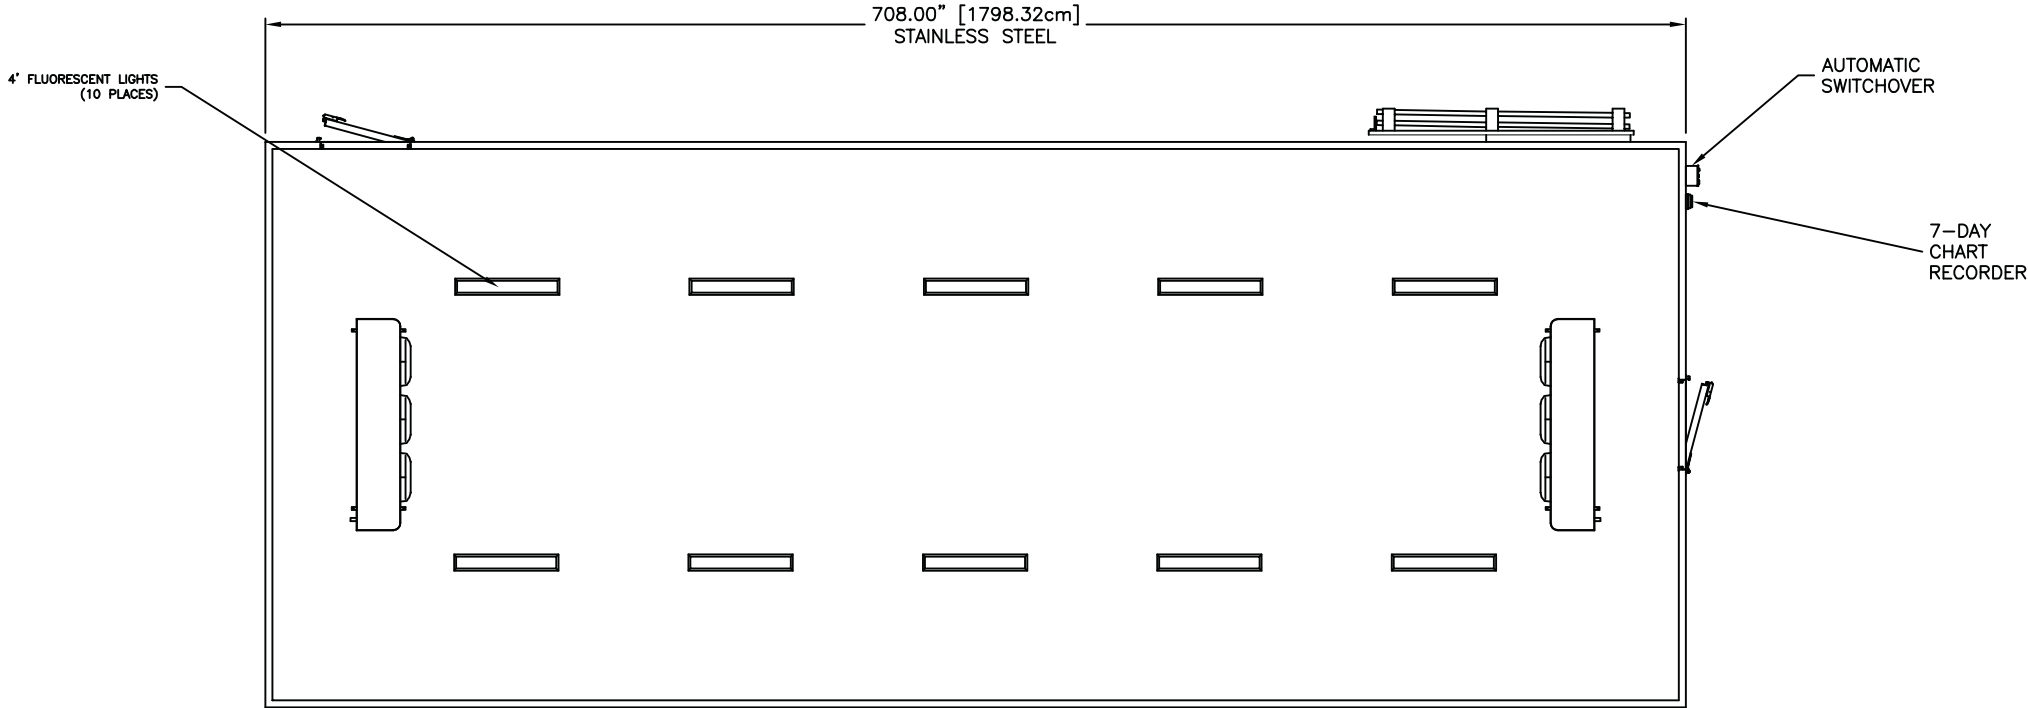 708.00" [1798.32cm]
STAINLESS STEEL
4' FLUORESCENT LIGHTS
(10 PLACES)
AUTOMATIC
SWITCHOVER
7-DAY
CHART
RECORDER